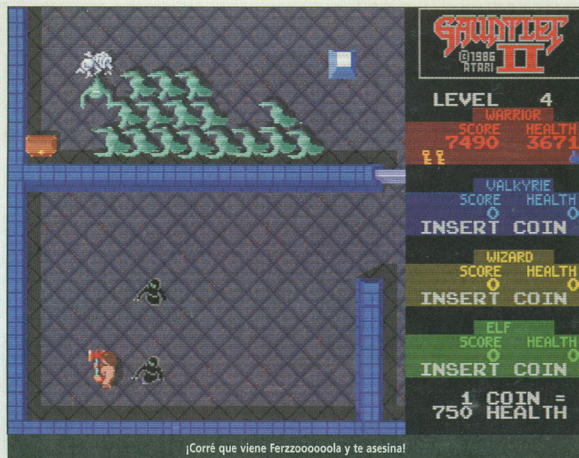 GAUNTLET
II
©1986
ATARI
LEVEL 4
WARRIOR
SCORE HEALTH
7490 3671
VALKYRIE
SCORE HEALTH
0 0
INSERT COIN
WIZARD
SCORE HEALTH
0 0
INSERT COIN
ELF
SCORE HEALTH
0 0
INSERT COIN
1 COIN =
750 HEALTH
¡Corré que viene Ferzzoooooola y te asesina!